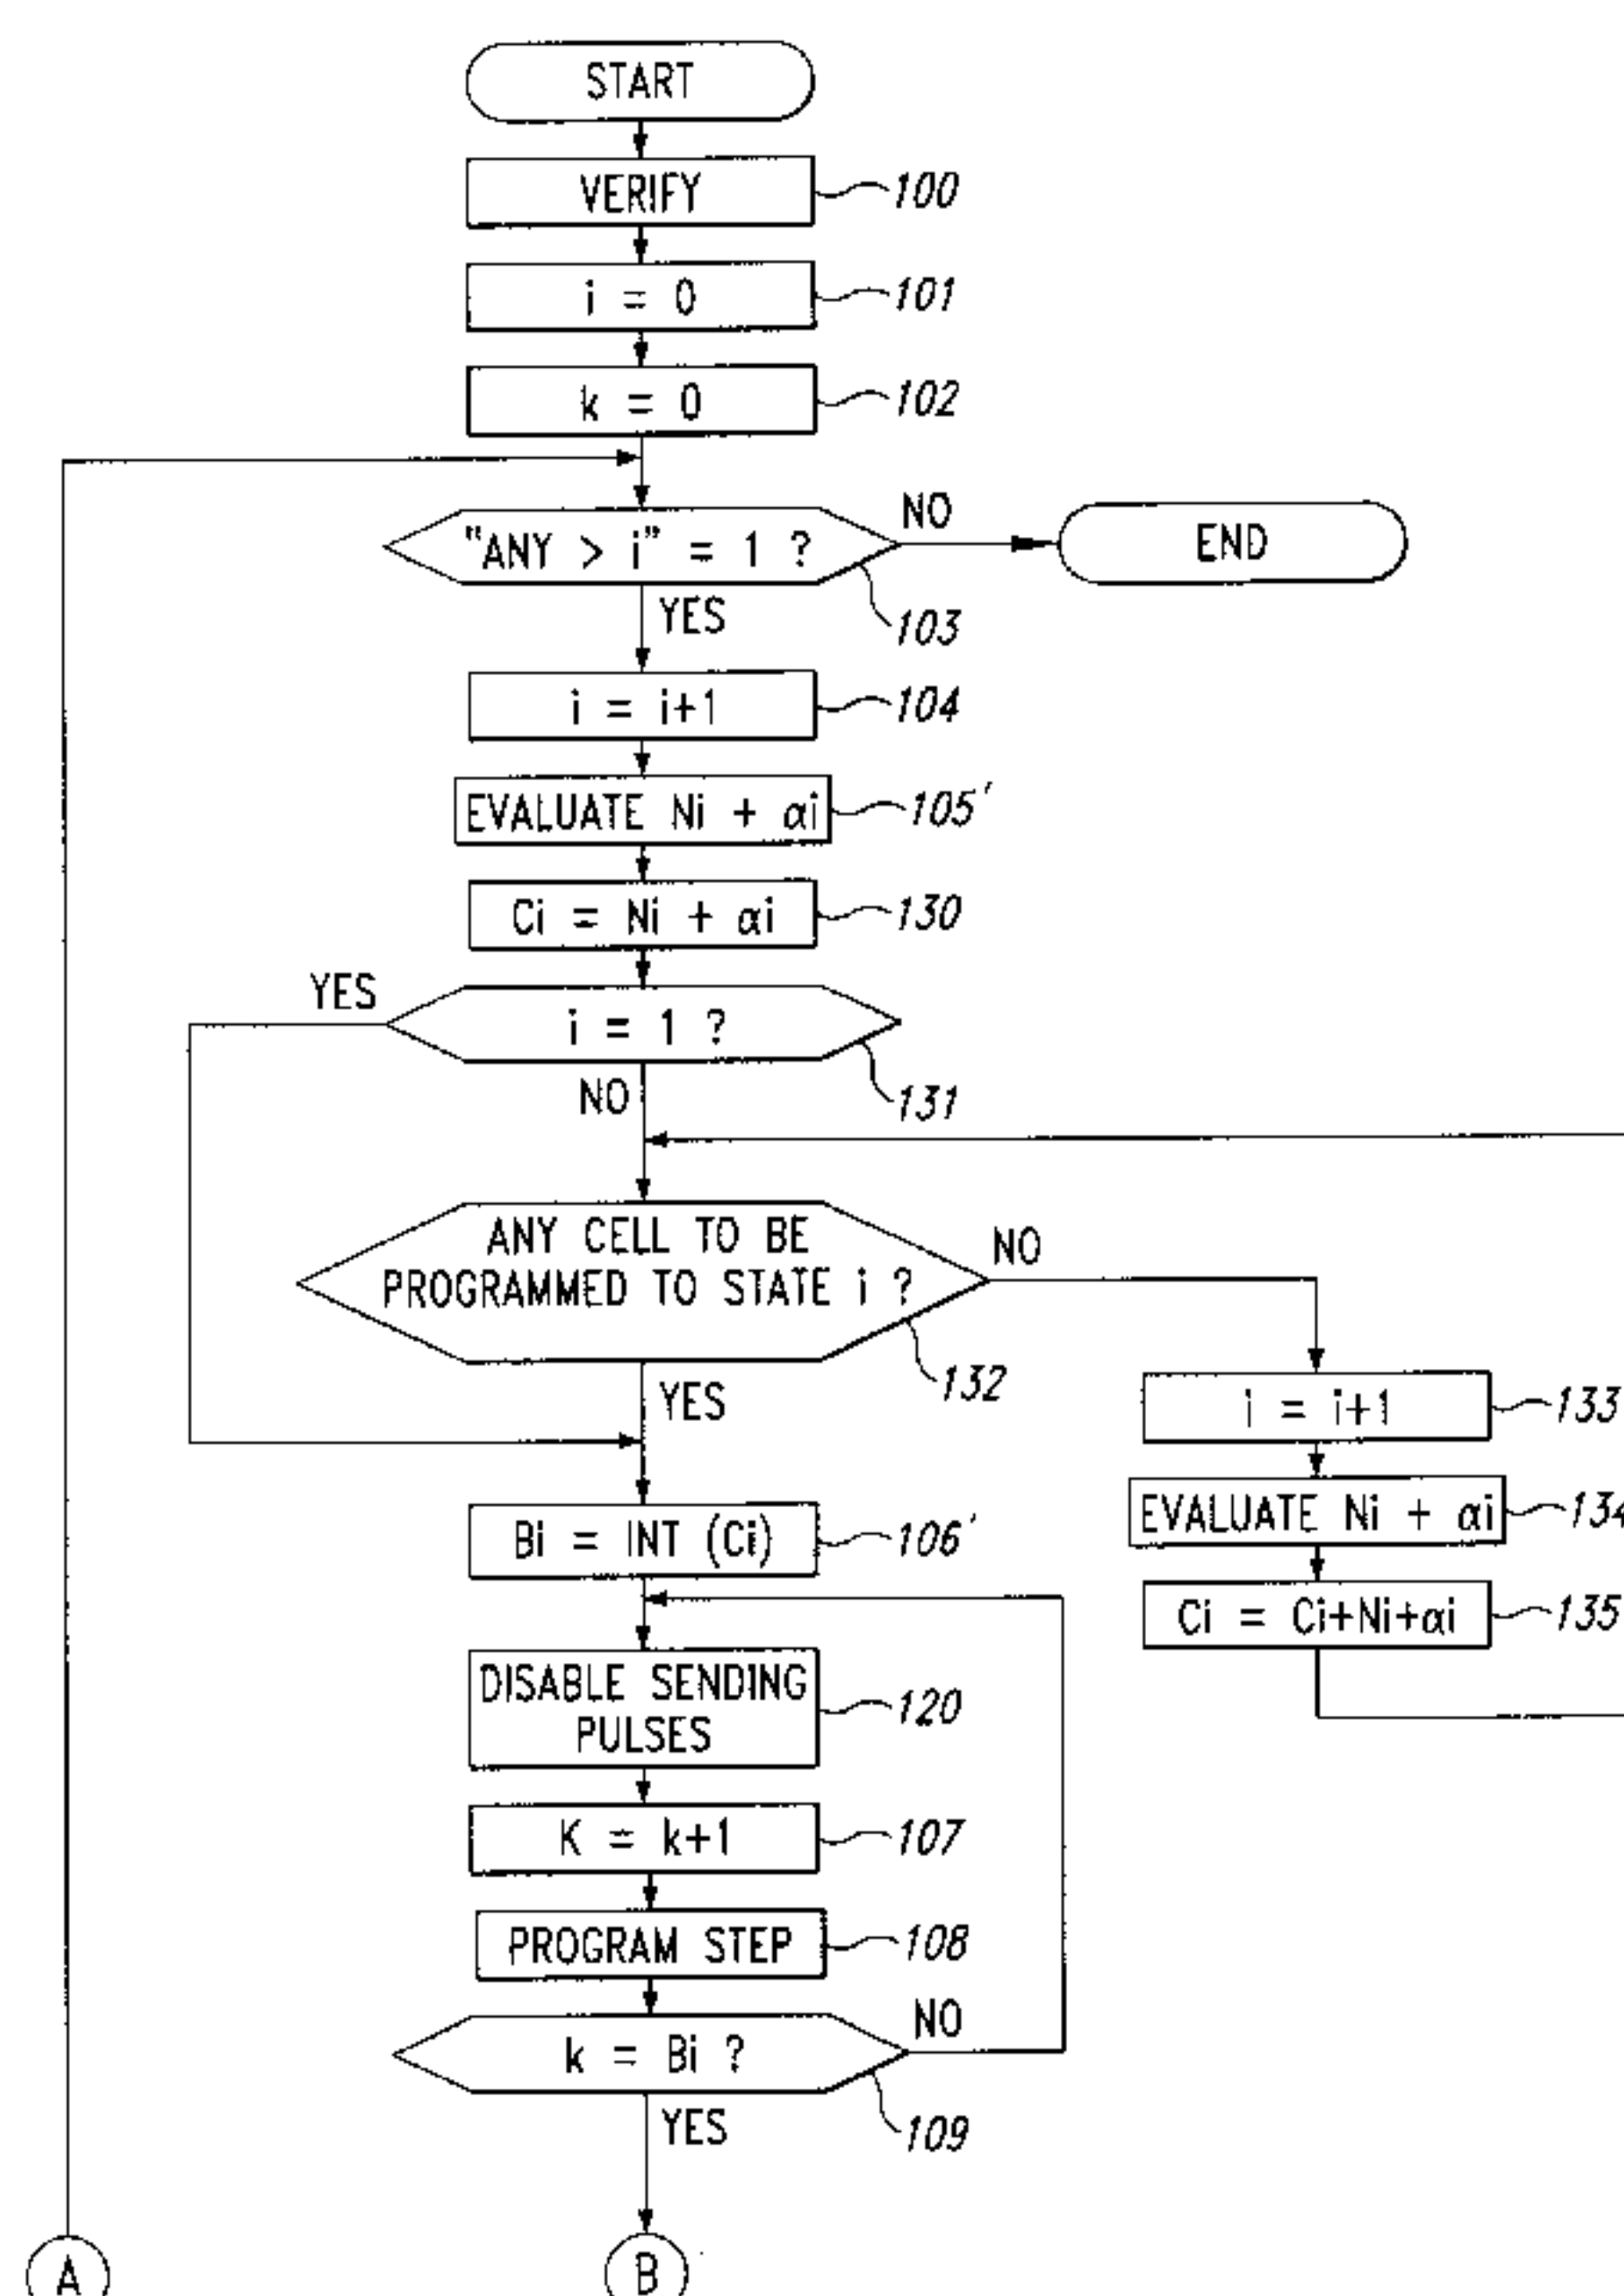 START
VERIFY
100
i = 0
101
k = 0
102
"ANY > i" = 1 ?
NO
END
103
YES
i = i+1
104
EVALUATE Ni + αi
105'
Ci = Ni + αi
130
YES
i = 1 ?
131
NO
ANY CELL TO BE
PROGRAMMED TO STATE i ?
NO
132
YES
i = i+1
133
EVALUATE Ni + αi
134
Ci = Ci+Ni+αi
135
Bi = INT (Ci)
106'
DISABLE SENDING
PULSES
120
K = k+1
107
PROGRAM STEP
108
k = Bi ?
NO
109
YES
A
B